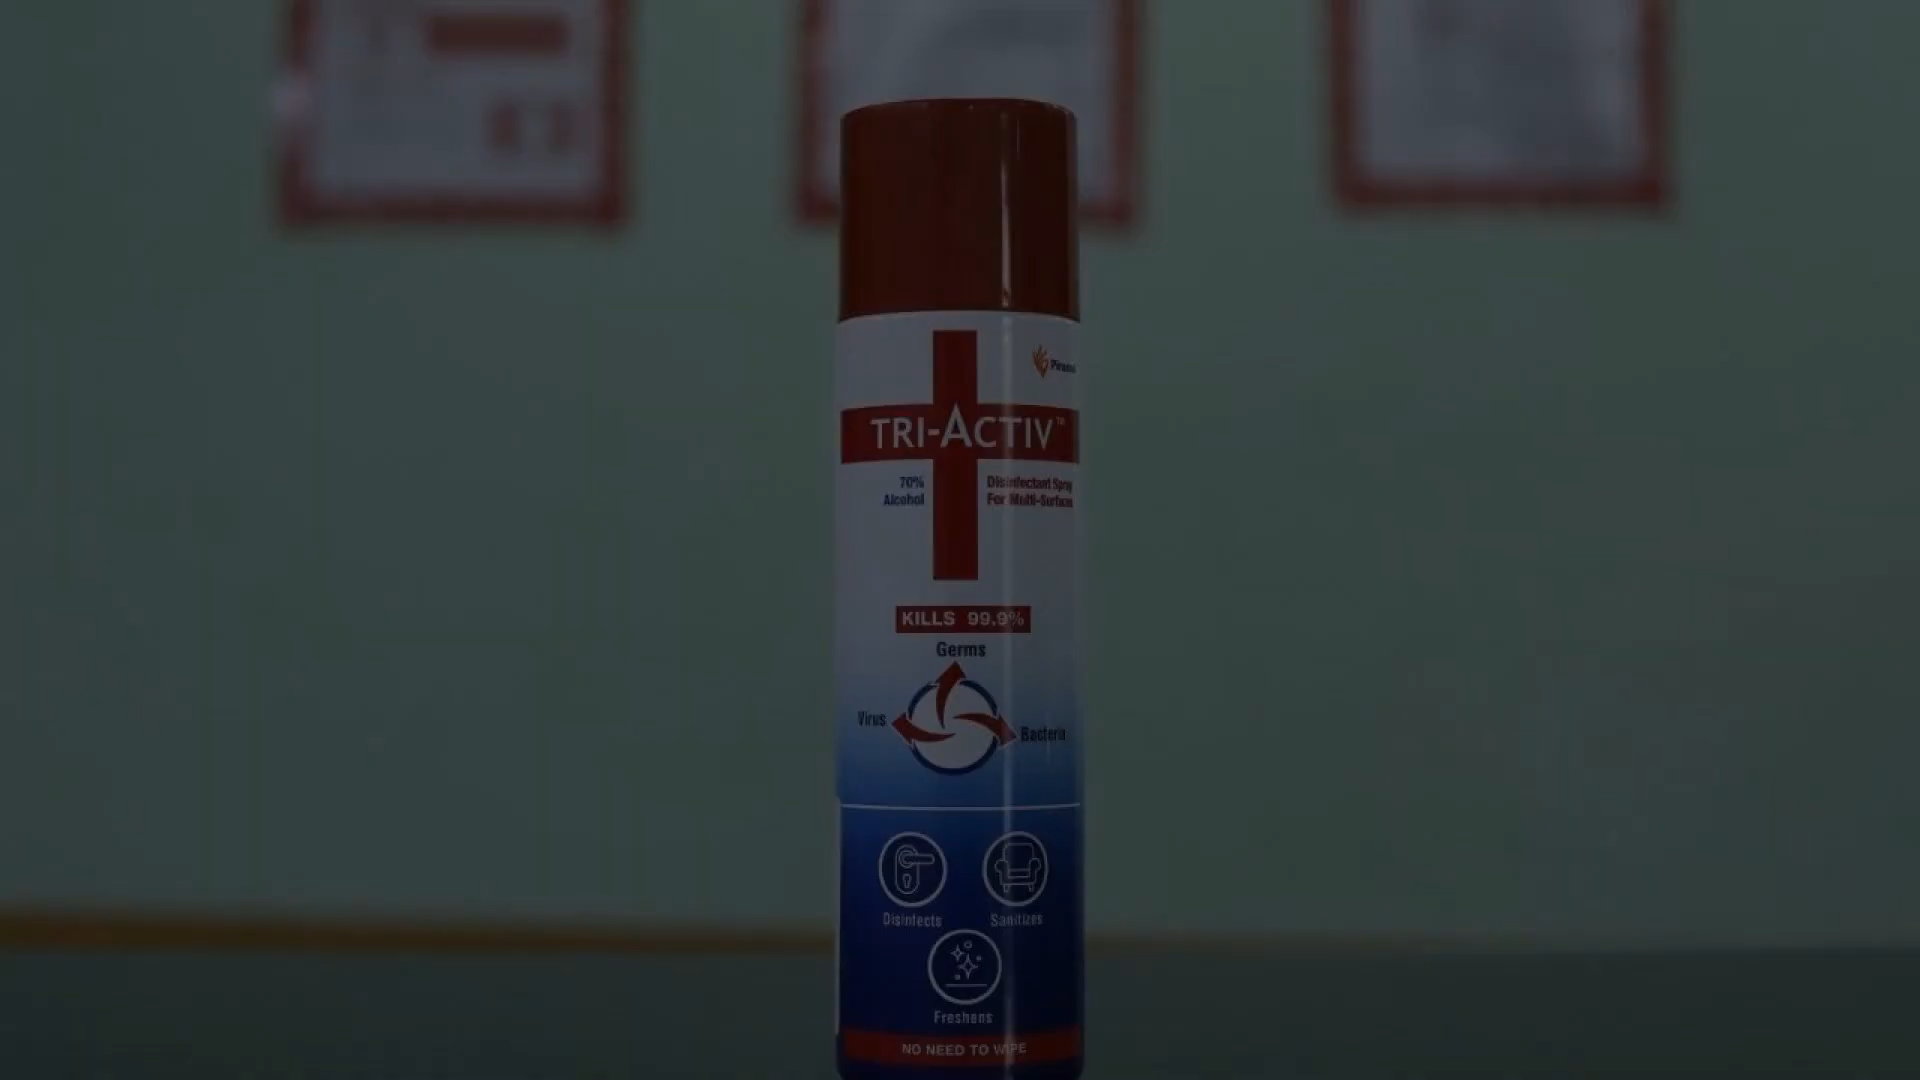 Piramal
TRI-ACTIV™
70%
Alcohol
Disinfectant Spray
For Multi-Surfaces
KILLS 99.9%
Germs
Virus
Bacteria
Disinfects
Sanitizes
Freshens
NO NEED TO WIPE